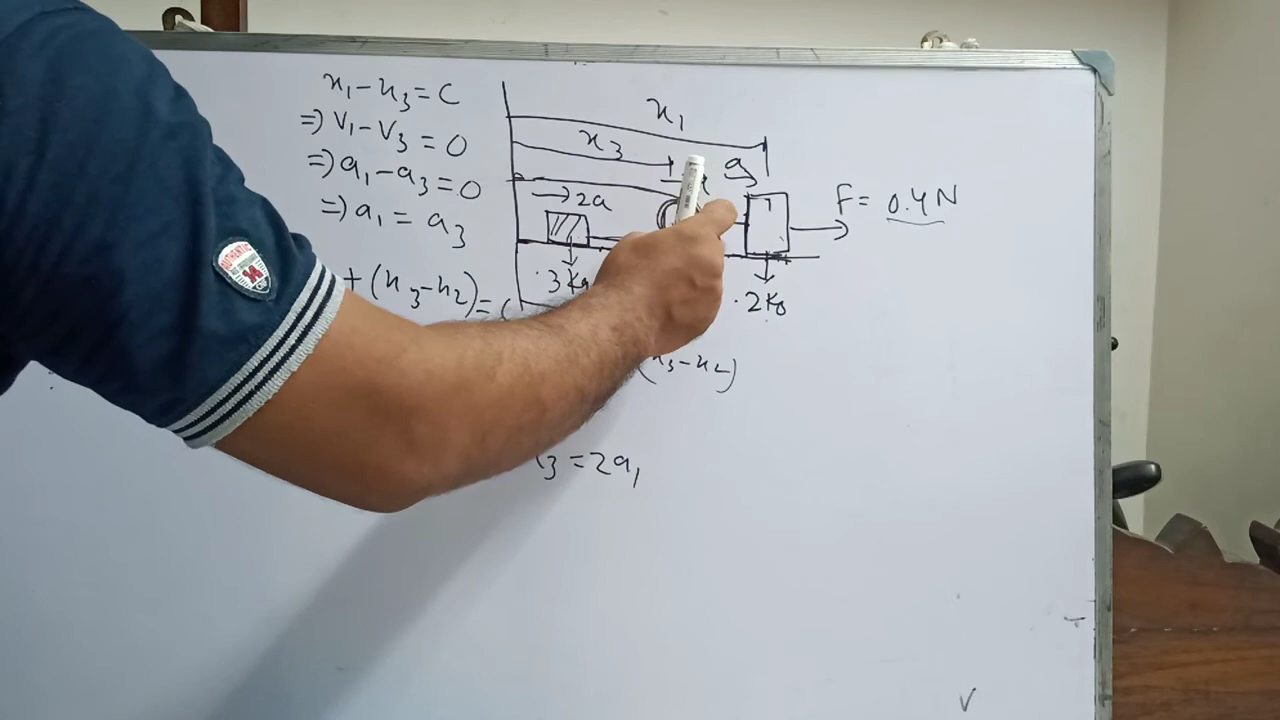 x₁ - x₃ = C
⇒ V₁ - V₃ = 0
⇒ a₁ - a₃ = 0
⇒ a₁ = a₃
+ (x₃ - x₂) = C
x₁
x₃
a
→ 2a
F = 0.4N
.3Kg
.2Kg
(x₃ - x₂)
₃ = 2a₁
AUTHENTIC
V